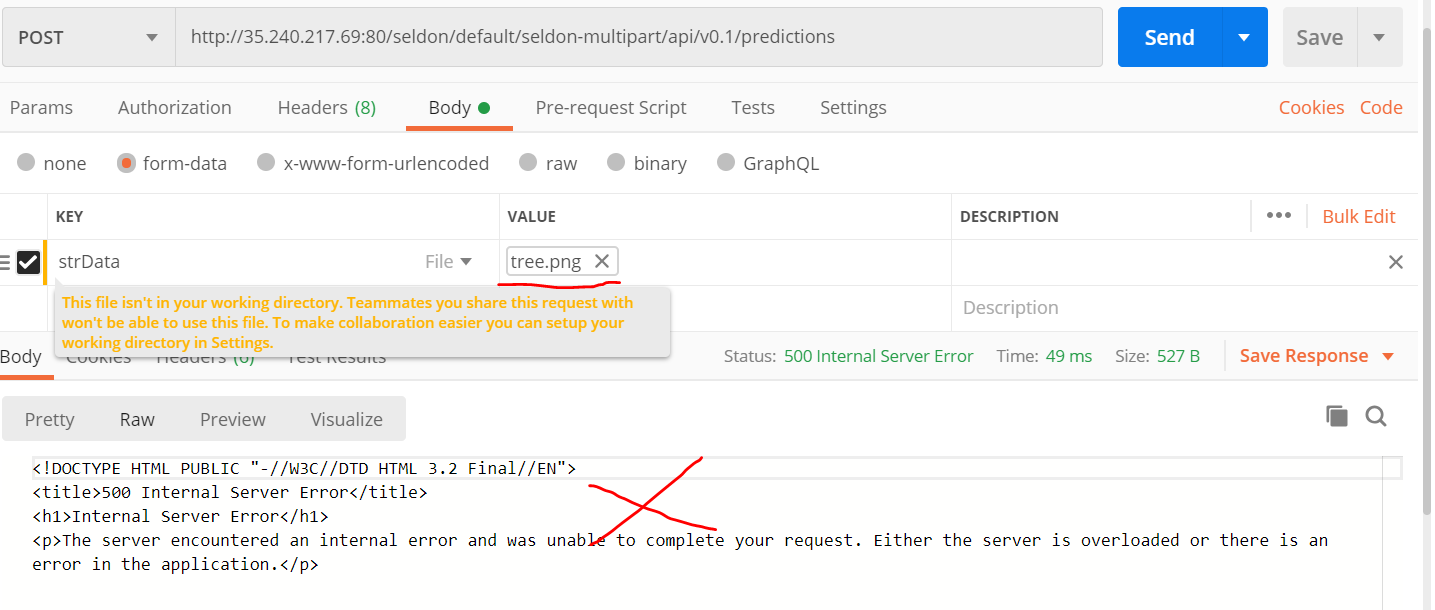 POST http://35.240.217.69:80/seldon/default/seldon-multipart/api/v0.1/predictions Send Save
Params Authorization Headers (8) Body Pre-request Script Tests Settings Cookies Code
none form-data x-www-form-urlencoded raw binary GraphQL
KEY VALUE DESCRIPTION ••• Bulk Edit
strData File tree.png
Description
This file isn't in your working directory. Teammates you share this request with
won't be able to use this file. To make collaboration easier you can setup your
working directory in Settings.
Body Cookies Headers (6) Test Results Status: 500 Internal Server Error Time: 49 ms Size: 527 B Save Response
Pretty Raw Preview Visualize
<!DOCTYPE HTML PUBLIC "-//W3C//DTD HTML 3.2 Final//EN">
<title>500 Internal Server Error</title>
<h1>Internal Server Error</h1>
<p>The server encountered an internal error and was unable to complete your request. Either the server is overloaded or there is an
error in the application.</p>